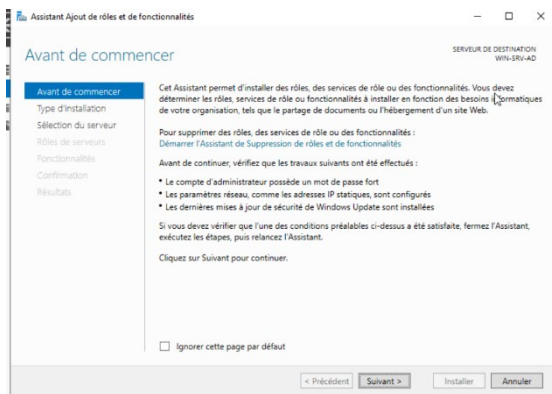 Assistant Ajout de rôles et de fonctionnalités
Avant de commencer
SERVEUR DE DESTINATION
WIN-SRV-AD
Avant de commencer
Type d'installation
Sélection du serveur
Rôles de serveurs
Fonctionnalités
Confirmation
Résultats
Cet Assistant permet d'installer des rôles, des services de rôle ou des fonctionnalités. Vous devez
déterminer les rôles, services de rôle ou fonctionnalités à installer en fonction des besoins informatiques
de votre organisation, tels que le partage de documents ou l'hébergement d'un site Web.
Pour supprimer des rôles, des services de rôle ou des fonctionnalités :
Démarrer l'Assistant de Suppression de rôles et de fonctionnalités
Avant de continuer, vérifiez que les travaux suivants ont été effectués :
• Le compte d'administrateur possède un mot de passe fort
• Les paramètres réseau, comme les adresses IP statiques, sont configurés
• Les dernières mises à jour de sécurité de Windows Update sont installées
Si vous devez vérifier que l'une des conditions préalables ci-dessus a été satisfaite, fermez l'Assistant,
exécutez les étapes, puis relancez l'Assistant.
Cliquez sur Suivant pour continuer.
Ignorer cette page par défaut
< Précédent
Suivant >
Installer
Annuler